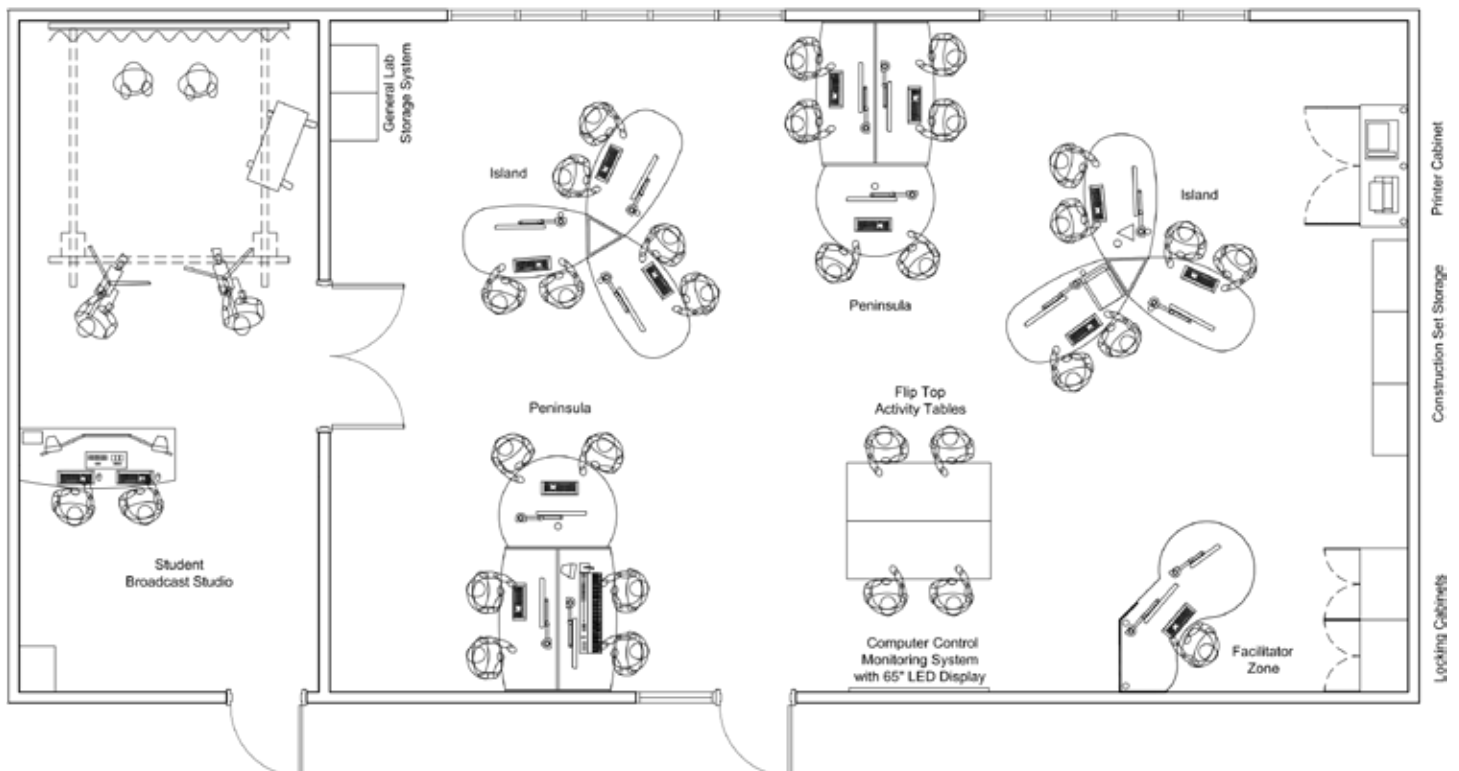 General Lab
Storage System
Island
Peninsula
Island
Printer Cabinet
Construction Set Storage
Peninsula
Flip Top
Activity Tables
Student
Broadcast Studio
Computer Control
Monitoring System
with 65" LED Display
Facilitator
Zone
Locking Cabinets